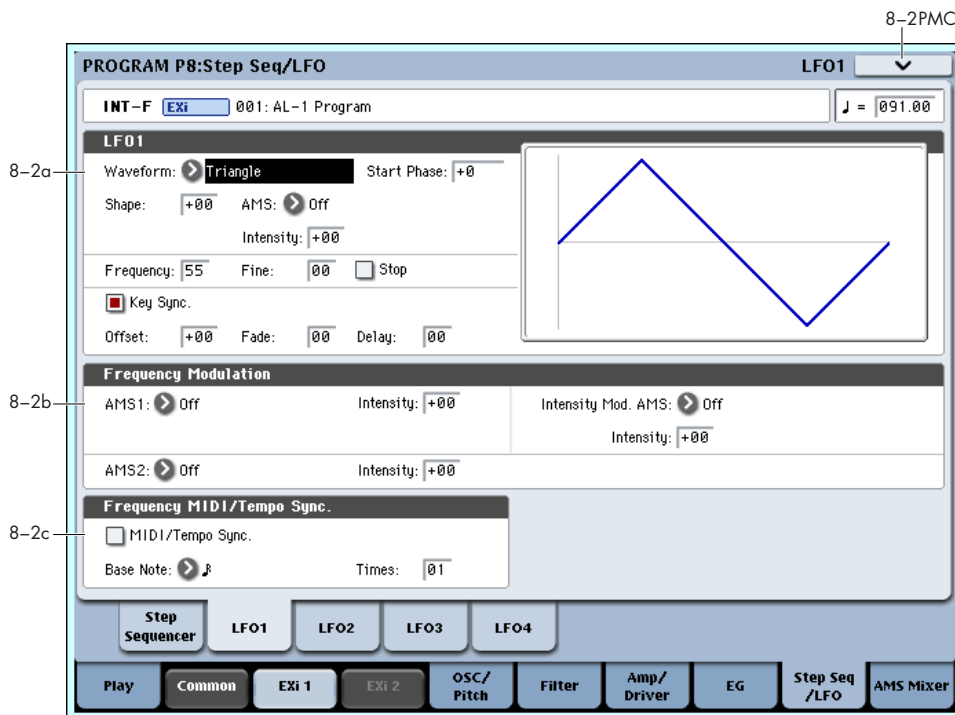 8-2PMC
PROGRAM P8:Step Seq/LFO LFO1
INT-F EXi 001: AL-1 Program ♩ = 091.00
LFO1
8-2a Waveform: Triangle Start Phase: +0
Shape: +00 AMS: Off
Intensity: +00
Frequency: 55 Fine: 00 Stop
Key Sync.
Offset: +00 Fade: 00 Delay: 00
Frequency Modulation
8-2b AMS1: Off Intensity: +00 Intensity Mod. AMS: Off
Intensity: +00
AMS2: Off Intensity: +00
Frequency MIDI/Tempo Sync.
8-2c MIDI/Tempo Sync.
Base Note: Times: 01
Step Sequencer LFO1 LFO2 LFO3 LFO4
Play Common EXi 1 EXi 2 OSC/Pitch Filter Amp/Driver EG Step Seq/LFO AMS Mixer